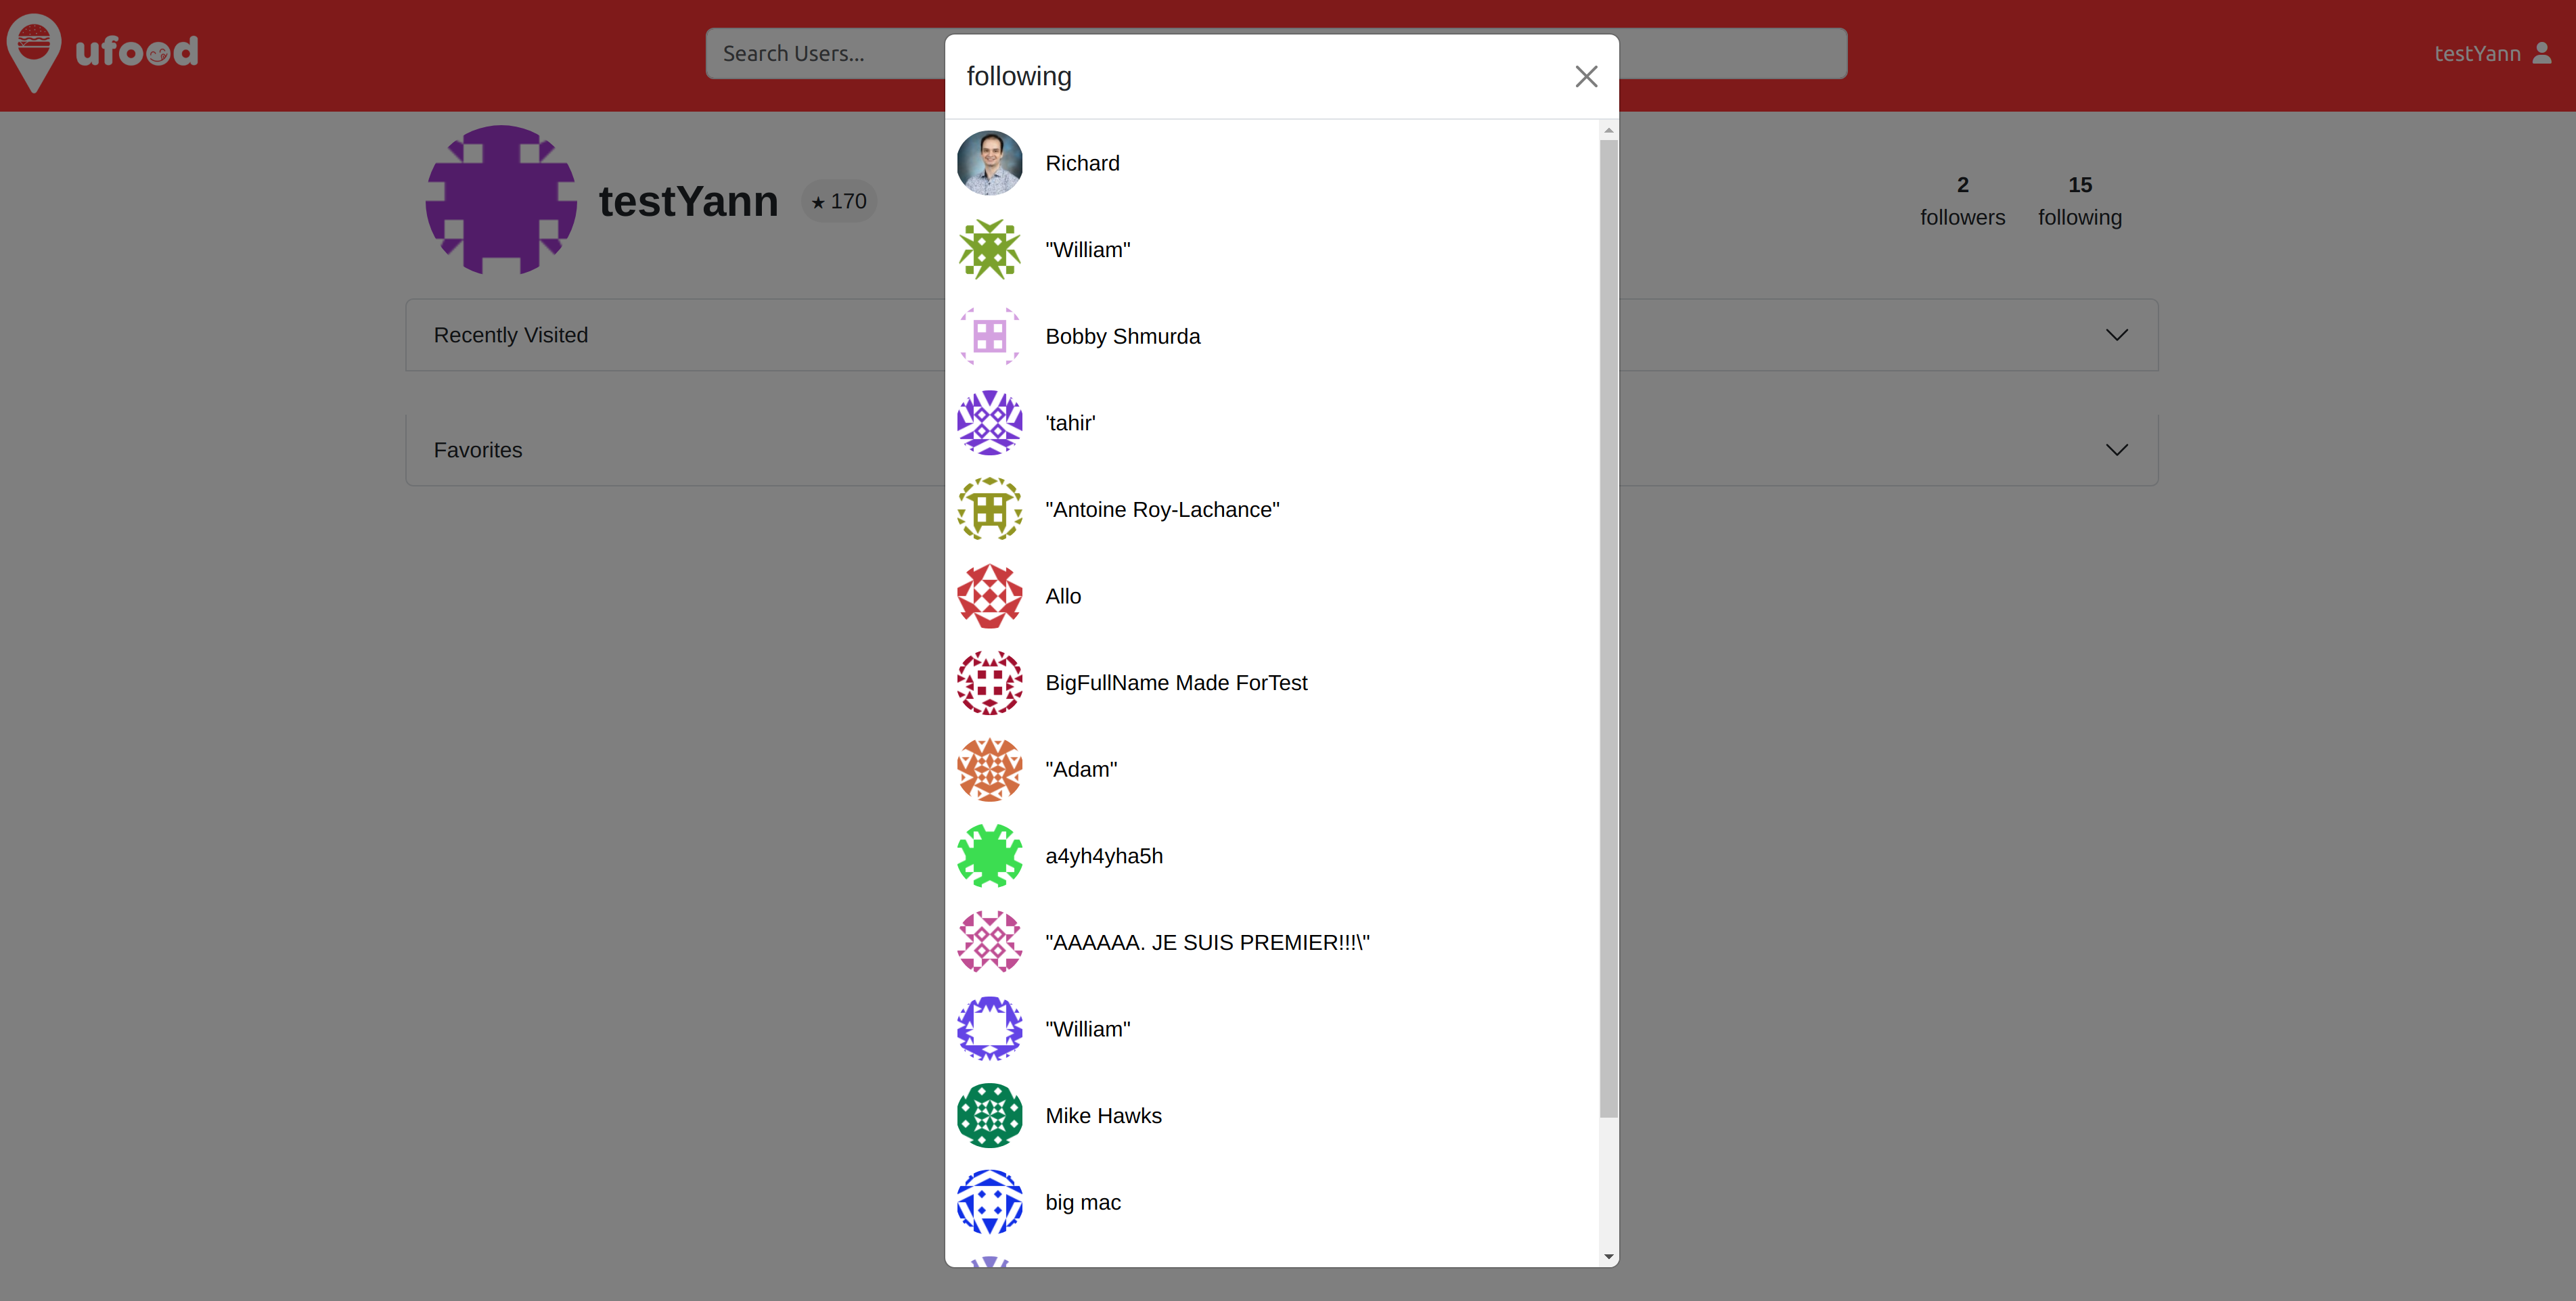 ufood
Search Users...
testYann
following
testYann
★ 170
2
followers
15
following
Recently Visited
Favorites
Richard
"William"
Bobby Shmurda
'tahir'
"Antoine Roy-Lachance"
Allo
BigFullName Made ForTest
"Adam"
a4yh4yha5h
"AAAAAA. JE SUIS PREMIER!!!\"
"William"
Mike Hawks
big mac